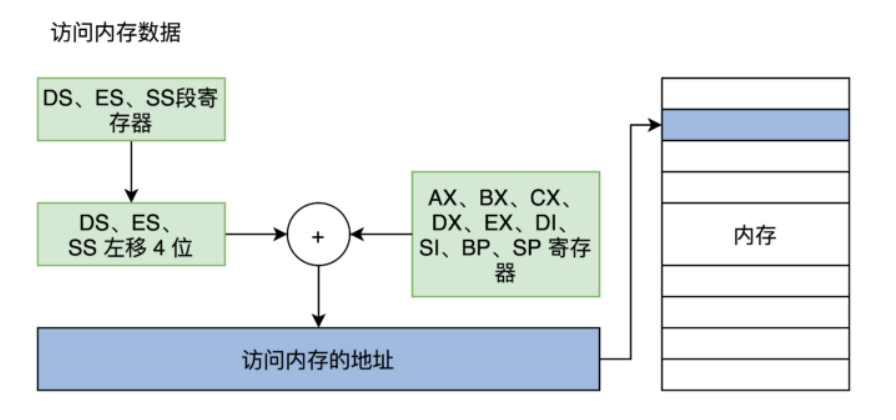 访问内存数据
DS、ES、SS段寄
存器
DS、ES、
SS 左移 4 位
+
AX、BX、CX、
DX、EX、DI、
SI、BP、SP 寄存
器
内存
访问内存的地址